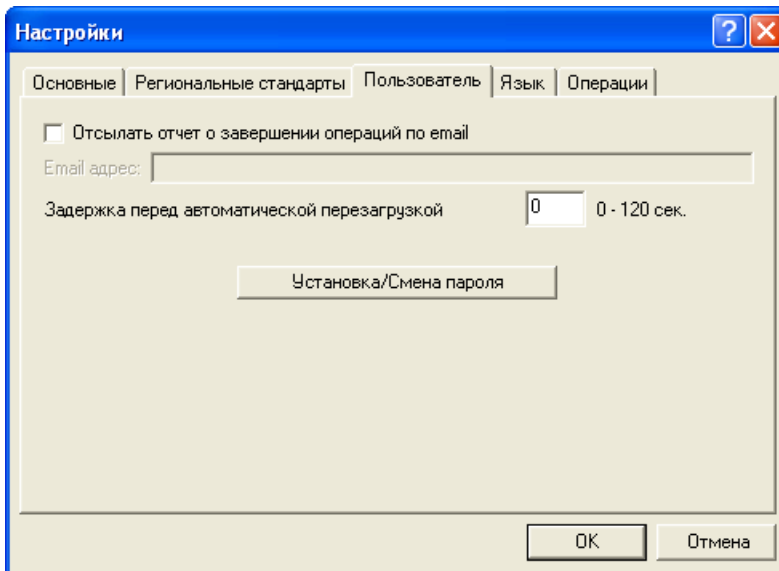 Настройки
Основные Региональные стандарты Пользователь Язык Операции
Отсылать отчет о завершении операций по email
Email адрес:
Задержка перед автоматической перезагрузкой 0 0 - 120 сек.
Установка/Смена пароля
OK Отмена